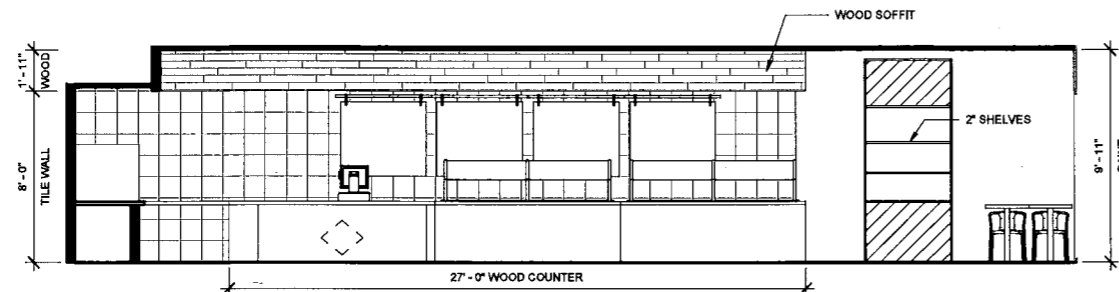 WOOD SOFFIT
1'-11"
WOOD
2" SHELVES
8'-0"
TILE WALL
9'-11"
27'-0" WOOD COUNTER